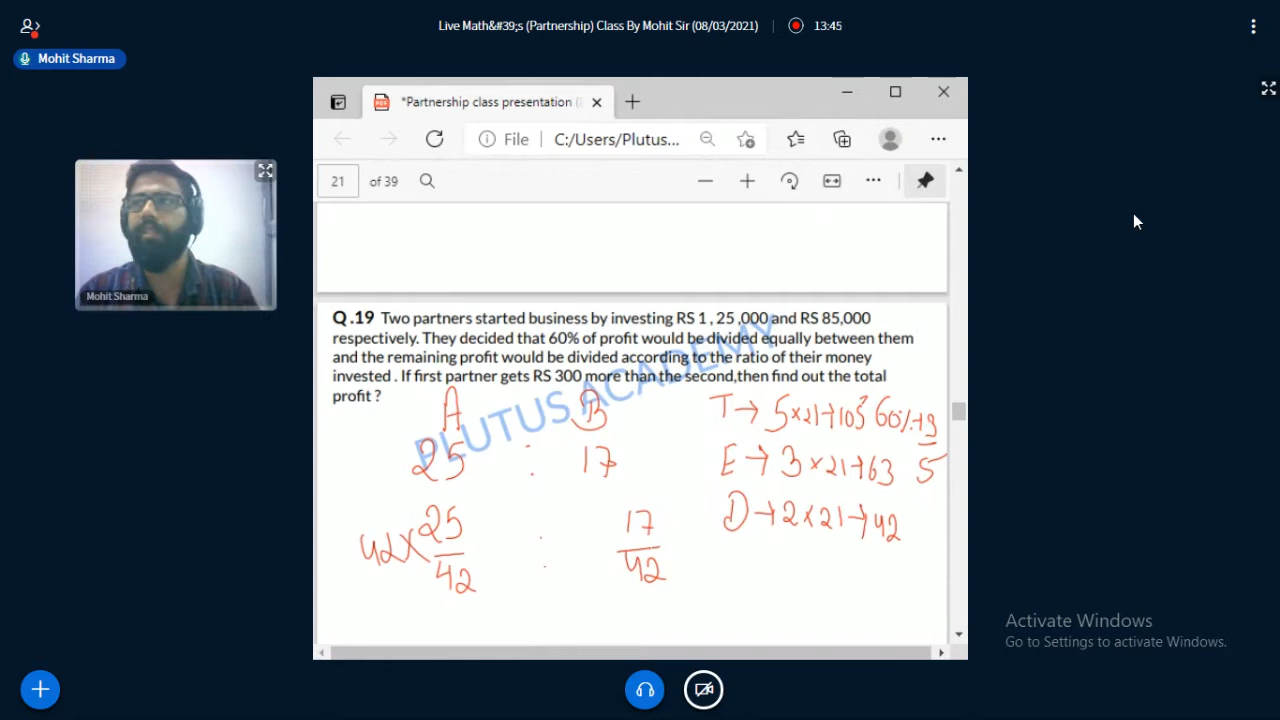 Live Math&#39;s (Partnership) Class By Mohit Sir (08/03/2021)
13:45
Mohit Sharma
*Partnership class presentation (
File
C:/Users/Plutus...
21 of 39
Mohit Sharma
Q.19 Two partners started business by investing RS 1 , 25 ,000 and RS 85,000
respectively. They decided that 60% of profit would be divided equally between them
and the remaining profit would be divided according to the ratio of their money
invested . If first partner gets RS 300 more than the second,then find out the total
profit ?
PLUTUS ACADEMY
A B
25 : 17
42× 25/42 : 17/42
T → 5×21→105 60%→3/5
E → 3×21→63
D→2×21→42
Activate Windows
Go to Settings to activate Windows.